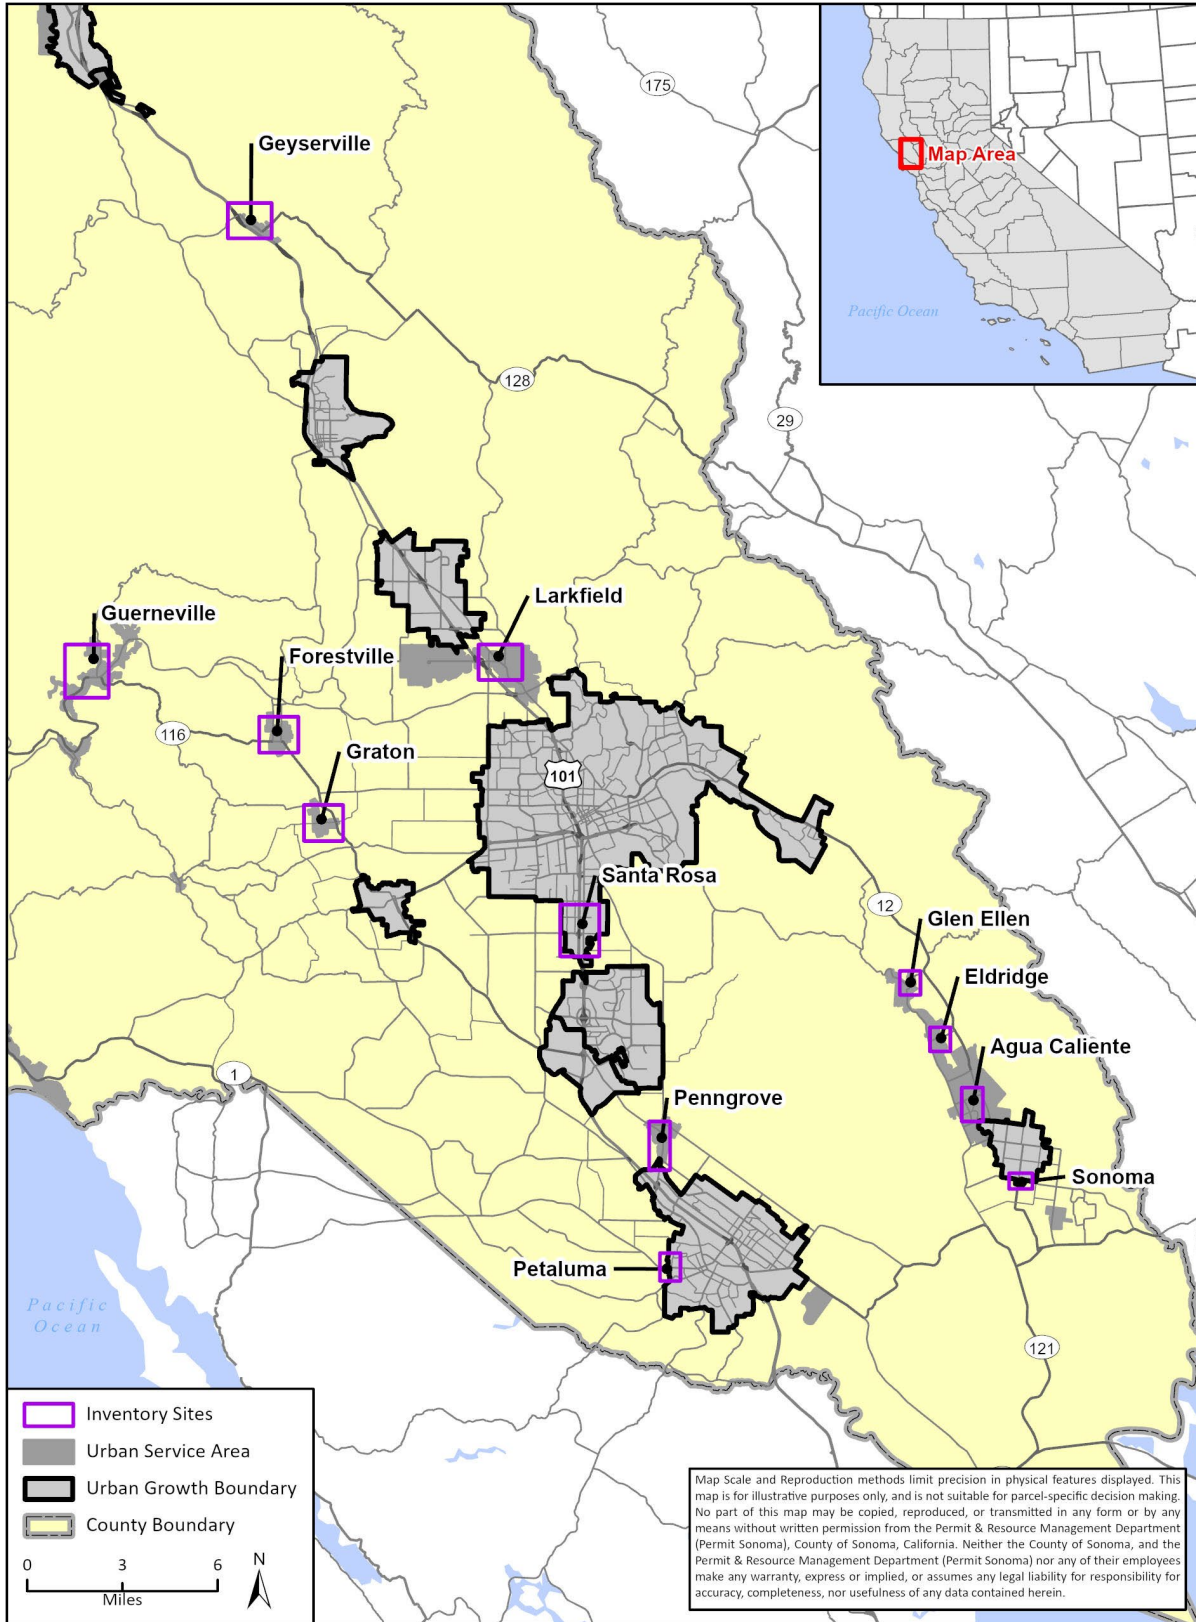 175
Geyserville
Map Area
Pacific Ocean
128
29
Larkfield
Guerneville
Forestville
116
Graton
101
Santa Rosa
12
Glen Ellen
Eldridge
Agua Caliente
1
Penngrove
Sonoma
Petaluma
Pacific
Ocean
121
Inventory Sites
Urban Service Area
Urban Growth Boundary
County Boundary
0 3 6
Miles
N
Map Scale and Reproduction methods limit precision in physical features displayed. This
map is for illustrative purposes only, and is not suitable for parcel-specific decision making.
No part of this map may be copied, reproduced, or transmitted in any form or by any
means without written permission from the Permit & Resource Management Department
(Permit Sonoma), County of Sonoma, California. Neither the County of Sonoma, and the
Permit & Resource Management Department (Permit Sonoma) nor any of their employees
make any warranty, express or implied, or assumes any legal liability for responsibility for
accuracy, completeness, nor usefulness of any data contained herein.